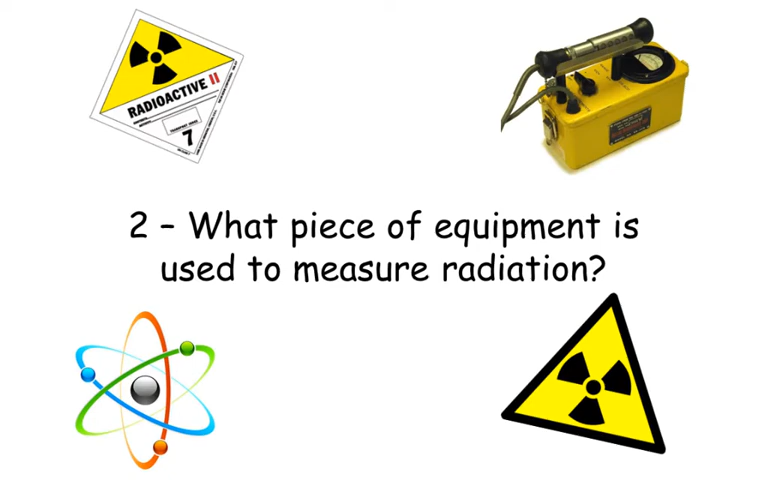 RADIOACTIVE II
7
2 – What piece of equipment is
used to measure radiation?